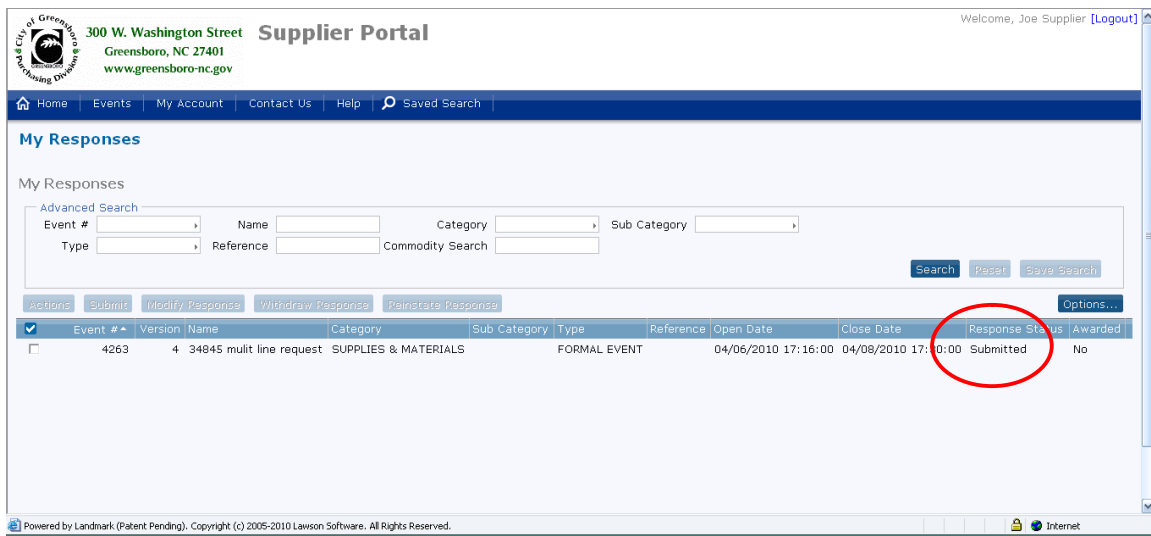 City of Greensboro
Purchasing Division
GREENSBORO
300 W. Washington Street
Greensboro, NC 27401
www.greensboro-nc.gov
Supplier Portal
Welcome, Joe Supplier [Logout]
Home Events My Account Contact Us Help Saved Search
My Responses
My Responses
Advanced Search
Event # Name Category Sub Category
Type Reference Commodity Search
Search Reset Save Search
Actions Submit Modify Response Withdraw Response Reinstate Response Options...
Event # Version Name Category Sub Category Type Reference Open Date Close Date Response Status Awarded
4263 4 34845 mulit line request SUPPLIES & MATERIALS FORMAL EVENT 04/06/2010 17:16:00 04/08/2010 17:30:00 Submitted No
Powered by Landmark (Patent Pending). Copyright (c) 2005-2010 Lawson Software. All Rights Reserved. Internet